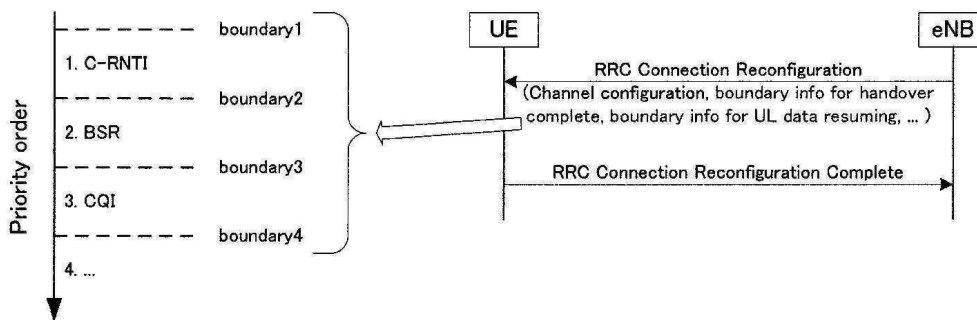 Priority order
boundary1
1. C-RNTI
boundary2
2. BSR
boundary3
3. CQI
boundary4
4. ...
UE
eNB
RRC Connection Reconfiguration
(Channel configuration, boundary info for handover
complete, boundary info for UL data resuming, ... )
RRC Connection Reconfiguration Complete